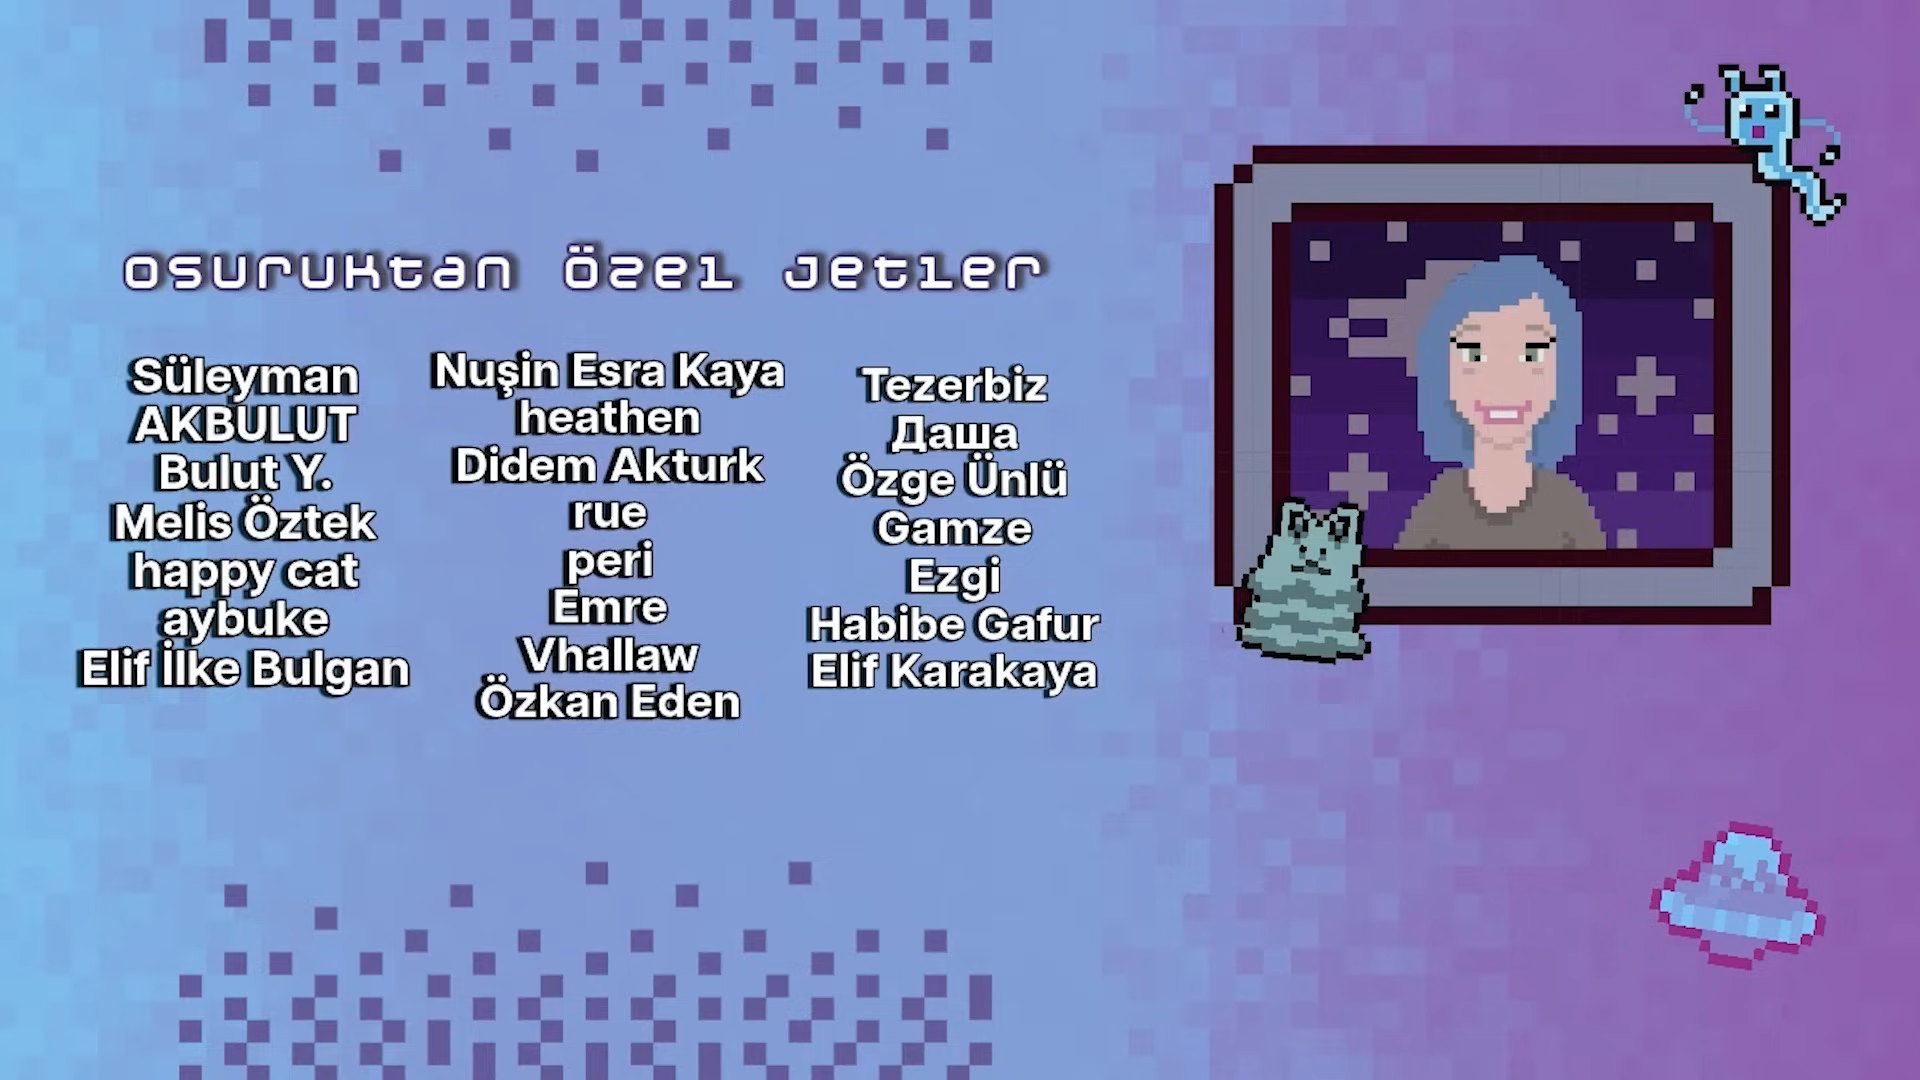 osuruktan özel jetler
Süleyman
AKBULUT
Bulut Y.
Melis Öztek
happy cat
aybuke
Elif İlke Bulgan
Nuşin Esra Kaya
heathen
Didem Akturk
rue
peri
Emre
Vhallaw
Özkan Eden
Tezerbiz
Даша
Özge Ünlü
Gamze
Ezgi
Habibe Gafur
Elif Karakaya